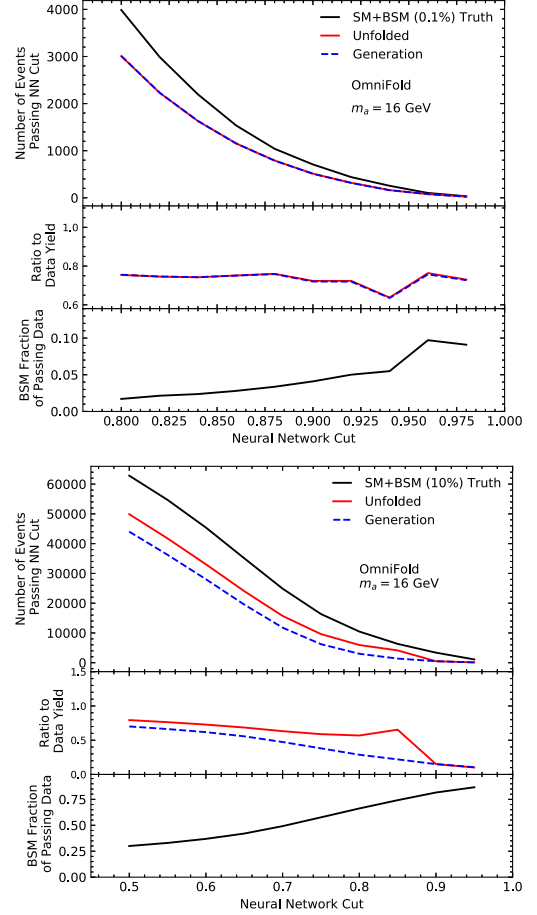 4000
3000
2000
1000
0
Number of Events
Passing NN Cut
SM+BSM (0.1%) Truth
Unfolded
Generation
OmniFold
m_a = 16 GeV
1.0
0.8
0.6
Ratio to
Data Yield
0.10
0.05
0.00
BSM Fraction
of Passing Data
0.800 0.825 0.850 0.875 0.900 0.925 0.950 0.975 1.000
Neural Network Cut
60000
50000
40000
30000
20000
10000
0
Number of Events
Passing NN Cut
SM+BSM (10%) Truth
Unfolded
Generation
OmniFold
m_a = 16 GeV
1.5
1.0
0.5
0.0
Ratio to
Data Yield
0.75
0.50
0.25
0.00
BSM Fraction
of Passing Data
0.5 0.6 0.7 0.8 0.9 1.0
Neural Network Cut